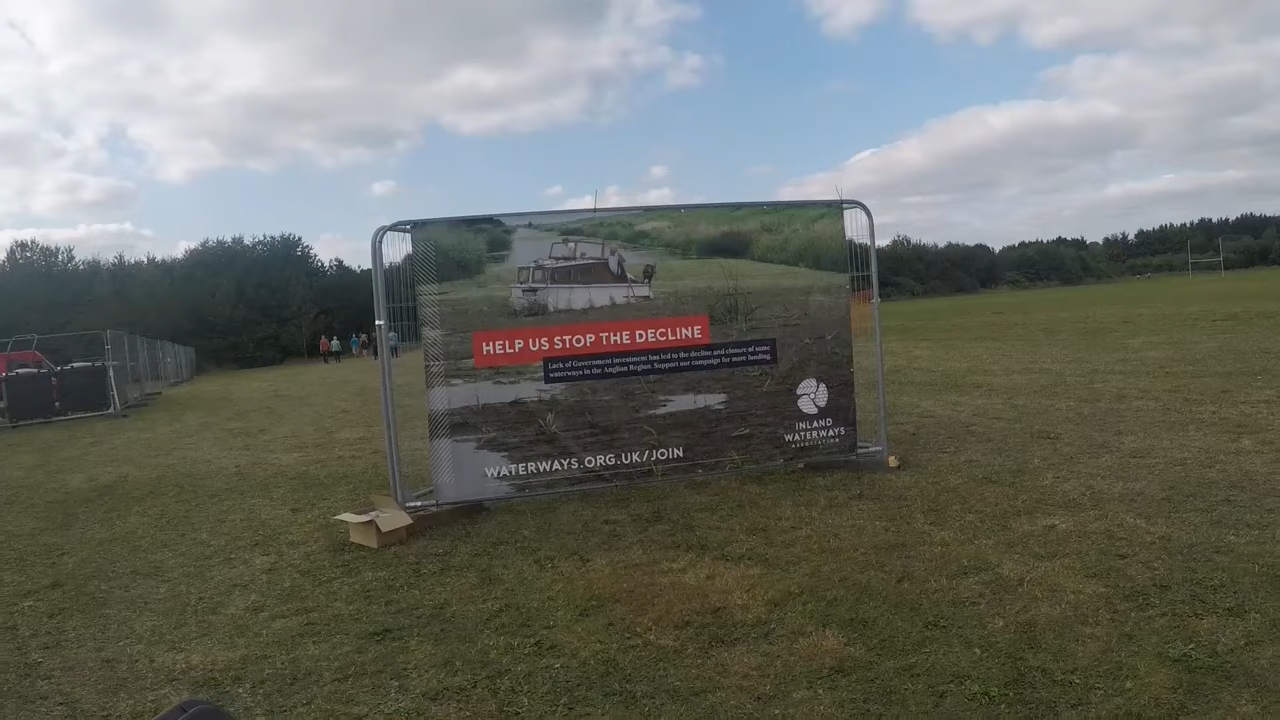 HELP US STOP THE DECLINE
Lack of Government investment has led to the decline and closure of some
waterways in the Anglian Region. Support our campaign for more funding.
INLAND
WATERWAYS
ASSOCIATION
WATERWAYS.ORG.UK/JOIN